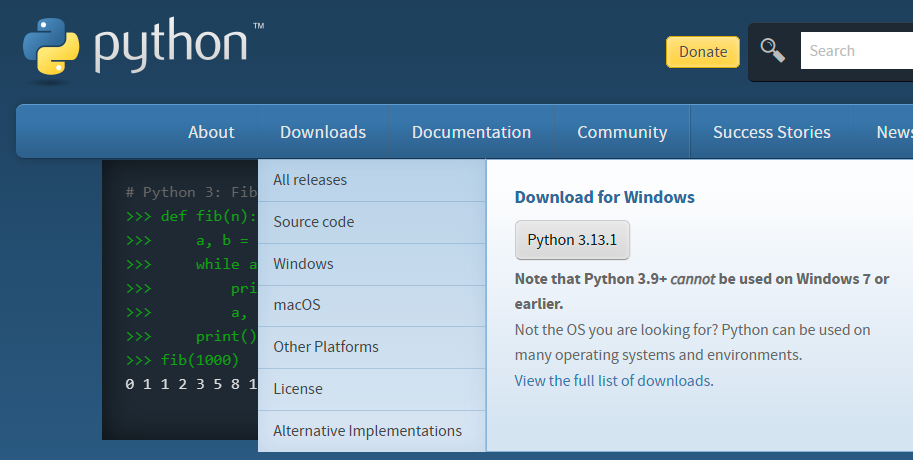 python™
Donate
Search
About
Downloads
Documentation
Community
Success Stories
News
# Python 3: Fib
>>> def fib(n):
>>>     a, b =
>>>     while a
>>>         pri
>>>         a,
>>>     print()
>>> fib(1000)
0 1 1 2 3 5 8 1
All releases
Source code
Windows
macOS
Other Platforms
License
Alternative Implementations
Download for Windows
Python 3.13.1
Note that Python 3.9+ cannot be used on Windows 7 or
earlier.
Not the OS you are looking for? Python can be used on
many operating systems and environments.
View the full list of downloads.